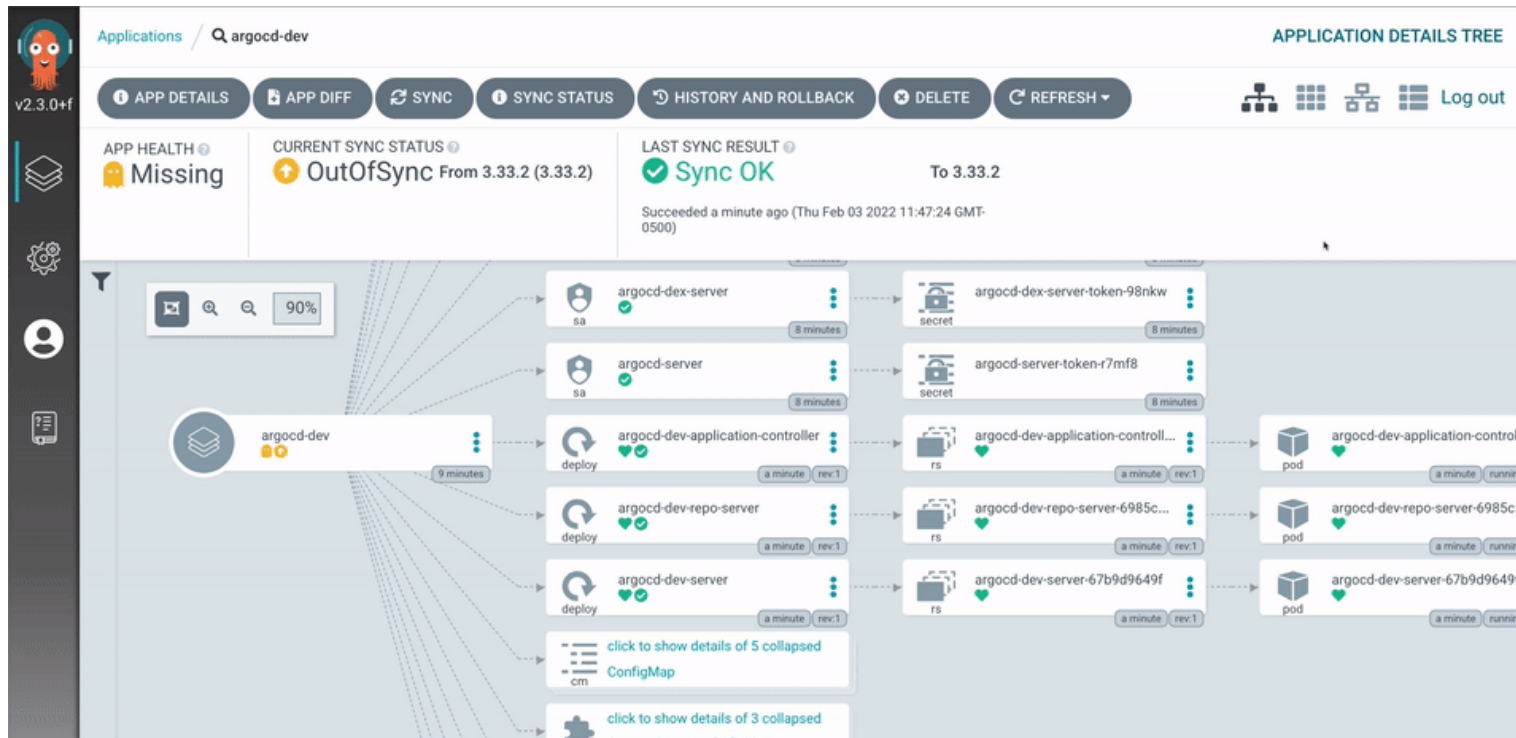 Applications / argocd-dev
APPLICATION DETAILS TREE
v2.3.0+f
APP DETAILS
APP DIFF
SYNC
SYNC STATUS
HISTORY AND ROLLBACK
DELETE
REFRESH
Log out
APP HEALTH
Missing
CURRENT SYNC STATUS
OutOfSync From 3.33.2 (3.33.2)
LAST SYNC RESULT
Sync OK
To 3.33.2
Succeeded a minute ago (Thu Feb 03 2022 11:47:24 GMT-
0500)
90%
argocd-dex-server
sa
8 minutes
argocd-dex-server-token-98nkw
secret
8 minutes
argocd-server
sa
8 minutes
argocd-server-token-r7mf8
secret
8 minutes
argocd-dev
9 minutes
argocd-dev-application-controller
deploy
a minute
rev:1
argocd-dev-application-controll...
rs
a minute
rev:1
argocd-dev-application-control
pod
a minute
runnin
argocd-dev-repo-server
deploy
a minute
rev:1
argocd-dev-repo-server-6985c...
rs
a minute
rev:1
argocd-dev-repo-server-6985c.
pod
a minute
runnin
argocd-dev-server
deploy
a minute
rev:1
argocd-dev-server-67b9d9649f
rs
a minute
rev:1
argocd-dev-server-67b9d9649f
pod
a minute
runnin
click to show details of 5 collapsed
ConfigMap
cm
click to show details of 3 collapsed